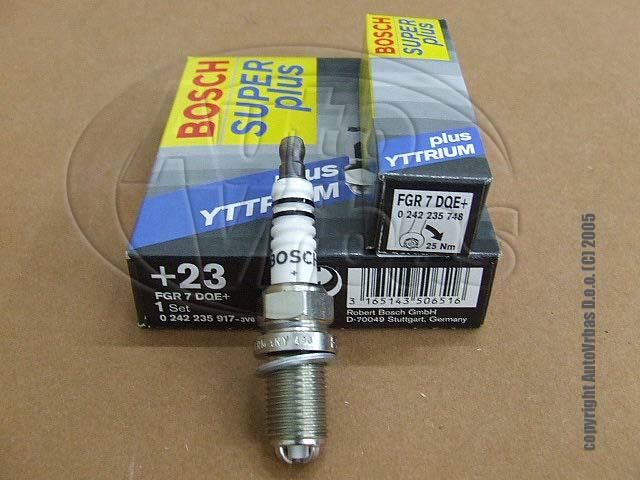 BOSCH
SUPER
plus
plus
YTTRIUM
BOSCH
SUPER
plus
plus
YTTRIUM
FGR 7 DQE+
0 242 235 748
25 Nm
+23
FGR 7 DQE+
1 Set
0 242 235 917-3V6
3 165143 506516
Robert Bosch GmbH
D-70049 Stuttgart, Germany
BOSCH
copyright AutoVrbas D.o.o. (C) 2005